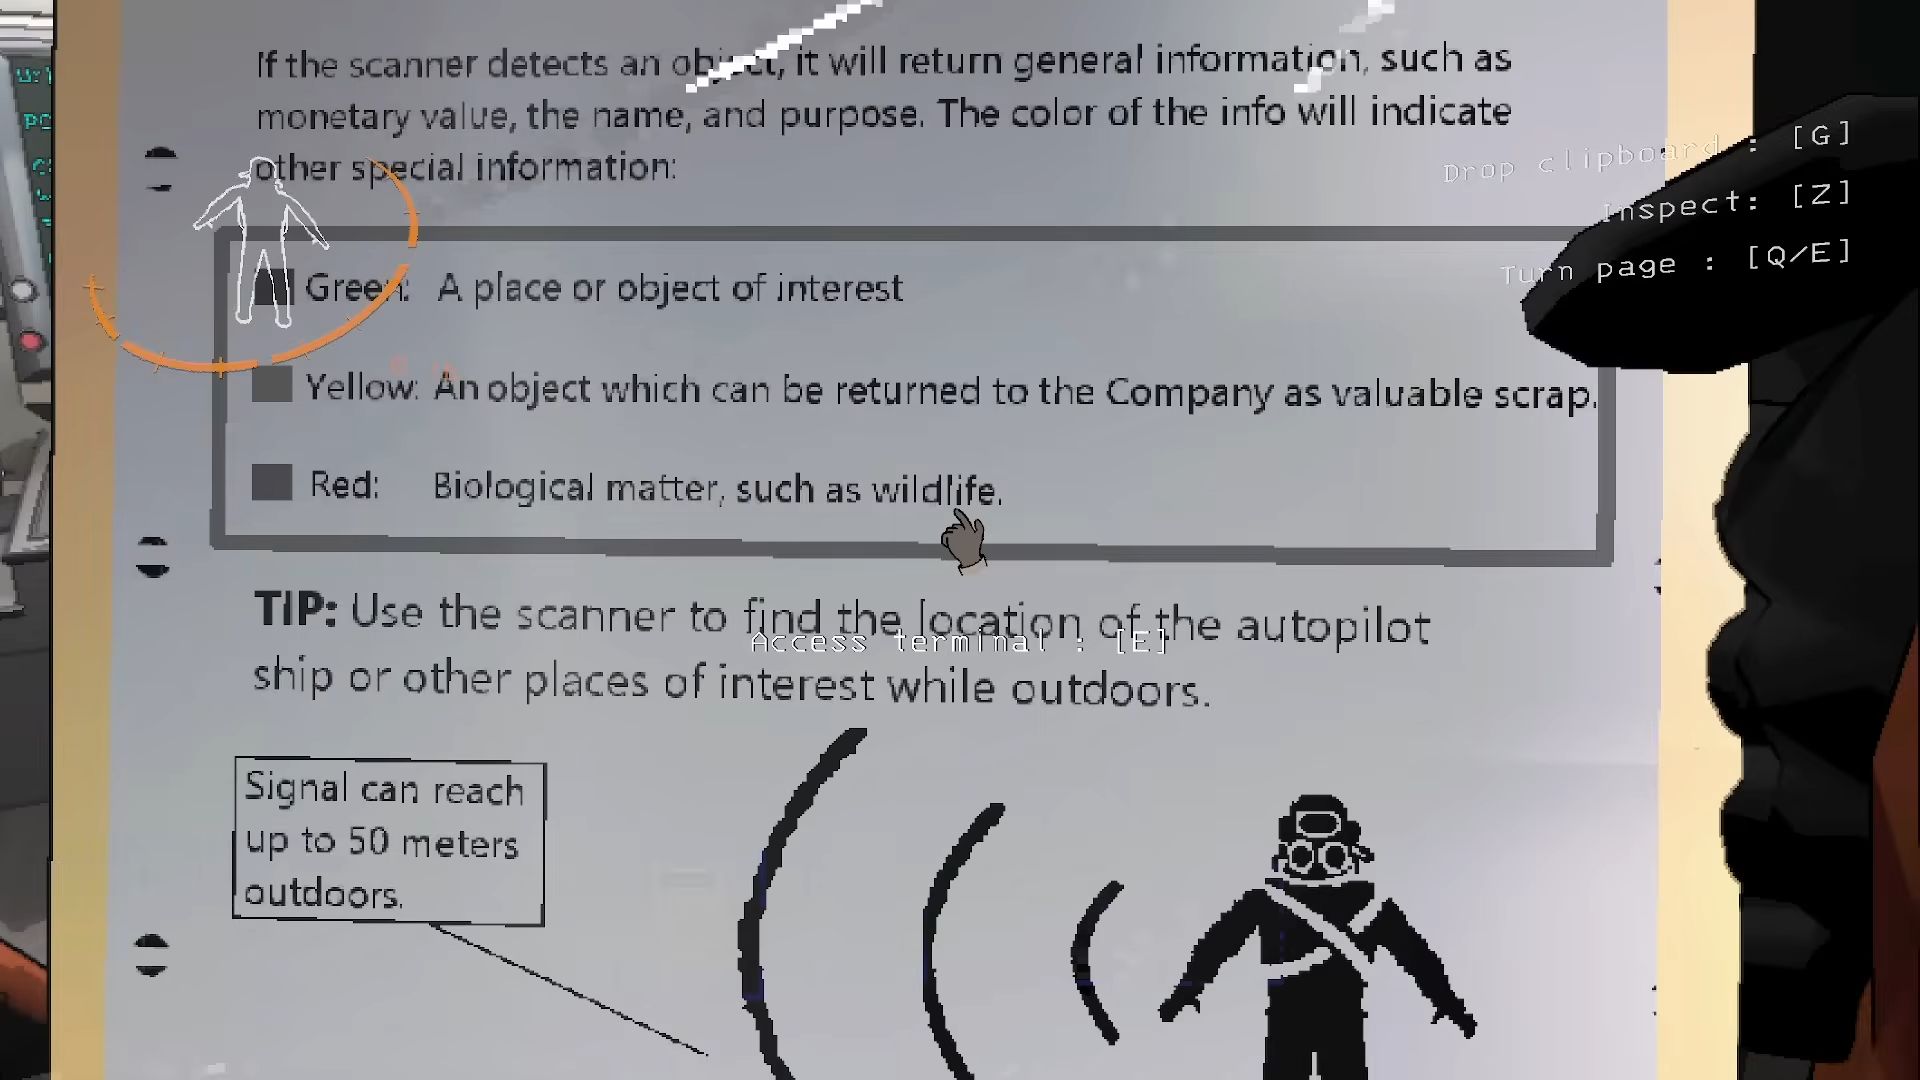 If the scanner detects an object, it will return general information, such as
monetary value, the name, and purpose. The color of the info will indicate
other special information:
Drop clipboard : [G]
Inspect: [Z]
Turn page : [Q/E]
Green: A place or object of interest
Yellow: An object which can be returned to the Company as valuable scrap.
Red: Biological matter, such as wildlife.
TIP: Use the scanner to find the location of the autopilot
Access terminal : [E]
ship or other places of interest while outdoors.
Signal can reach
up to 50 meters
outdoors.